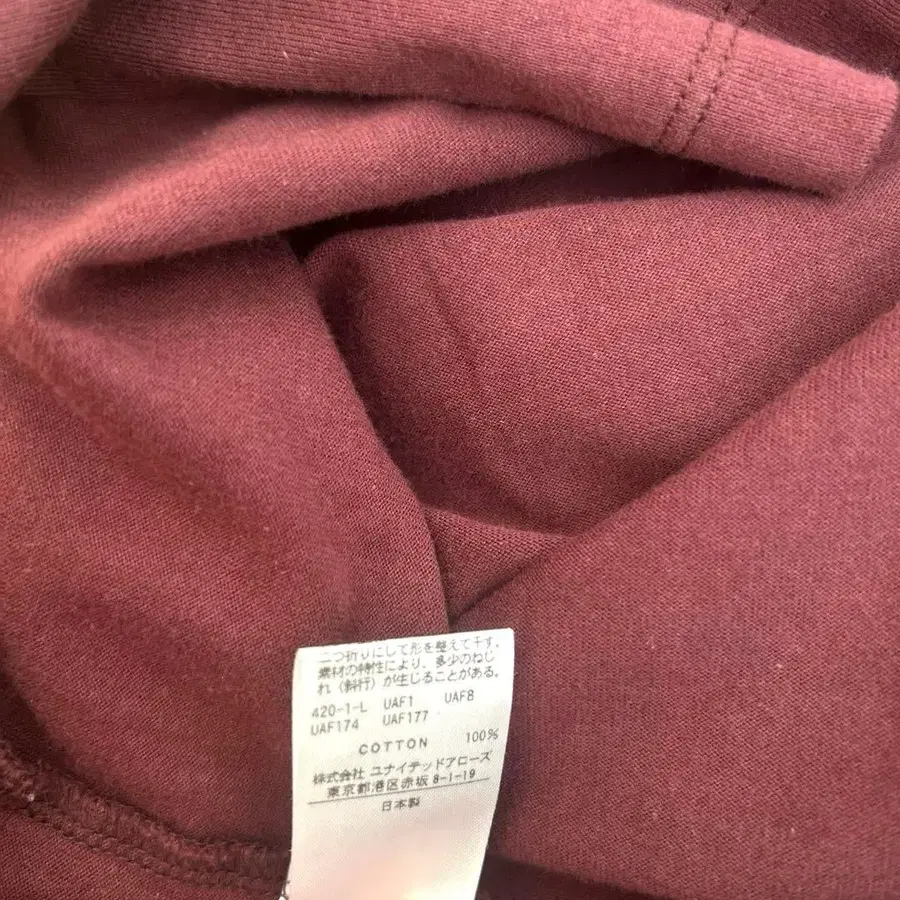 二つ折りにして形を整えて干す。
素材の特性により、多少のねじ
れ（斜行）が生じることがある。
420-1-L UAF1 UAF8
UAF174 UAF177
COTTON 100%
株式会社 ユナイテッドアローズ
東京都港区赤坂8-1-19
日本製